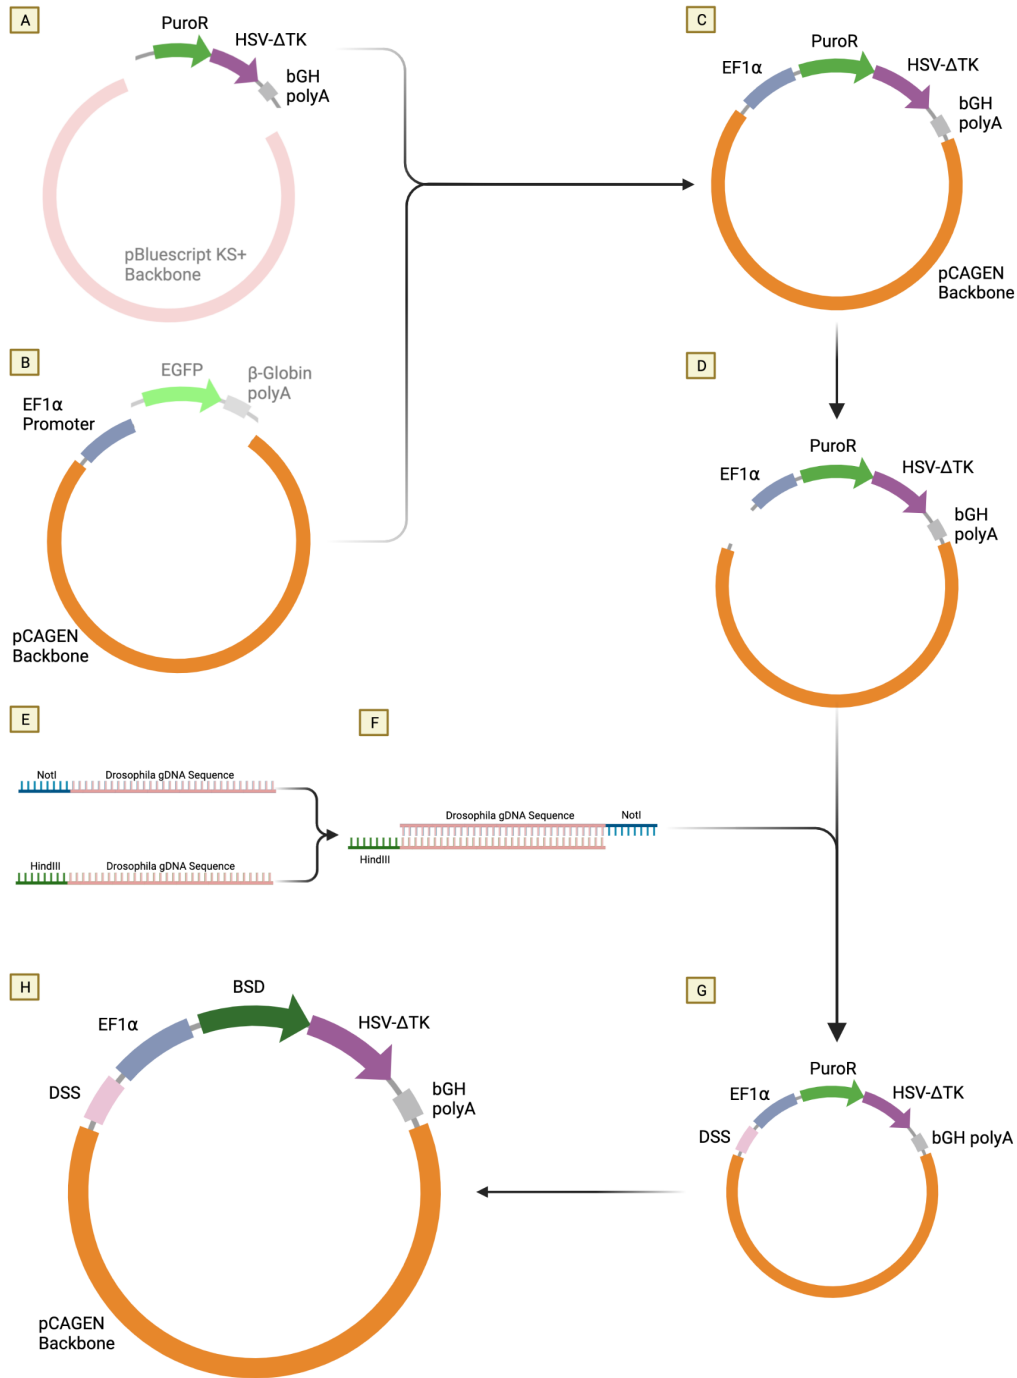 A
PuroR
HSV-ΔTK
bGH
polyA
pBluescript KS+
Backbone
B
EGFP
β-Globin
polyA
EF1α
Promoter
pCAGEN
Backbone
C
PuroR
EF1α
HSV-ΔTK
bGH
polyA
pCAGEN
Backbone
D
PuroR
EF1α
HSV-ΔTK
bGH
polyA
E
NotI
Drosophila gDNA Sequence
HindIII
Drosophila gDNA Sequence
F
Drosophila gDNA Sequence
NotI
HindIII
G
PuroR
EF1α
HSV-ΔTK
DSS
bGH polyA
H
BSD
EF1α
HSV-ΔTK
DSS
bGH
polyA
pCAGEN
Backbone